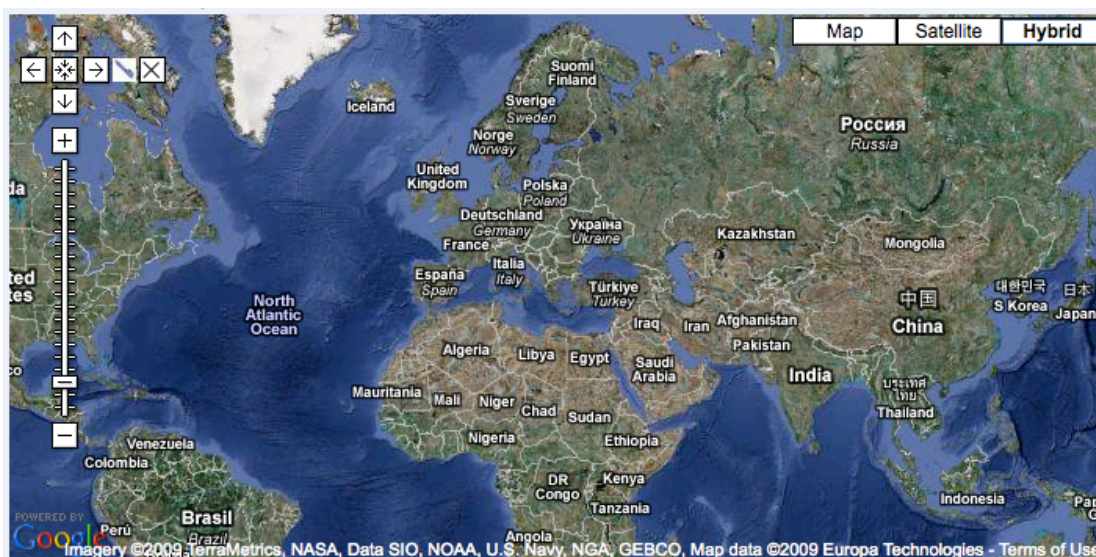 Map
Satellite
Hybrid
Suomi
Finland
Iceland
Sverige
Sweden
Россия
Russia
Norge
Norway
United
Kingdom
Polska
Poland
da
Deutschland
Germany
Україна
Ukraine
Kazakhstan
France
Mongolia
Italia
Italy
España
Spain
ted
tes
Türkiye
Turkey
대한민국
S Korea
日本
Japan
中国
China
North
Atlantic
Ocean
Iraq
Iran
Afghanistan
Pakistan
Algeria
Libya
Egypt
Saudi
Arabia
India
co
Mauritania
Mali
Niger
Chad
Sudan
ประเทศ
ไทย
Thailand
Nigeria
Ethiopia
Venezuela
Colombia
DR
Congo
Kenya
Tanzania
Indonesia
Pap
Perú
Brasil
Brazil
Angola
POWERED BY
Google
Imagery ©2009 TerraMetrics, NASA, Data SIO, NOAA, U.S. Navy, NGA, GEBCO, Map data ©2009 Europa Technologies - Terms of Use